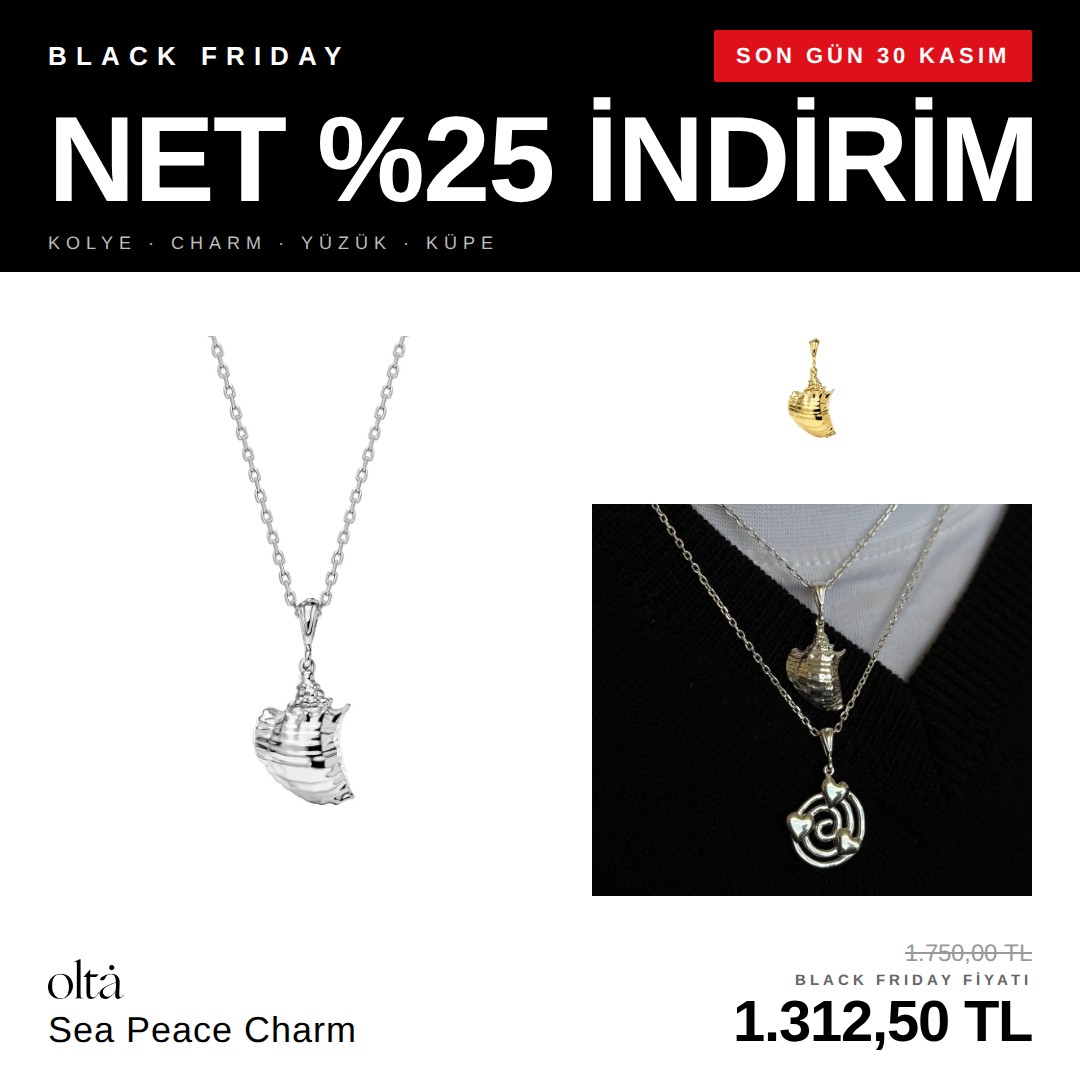 BLACK FRIDAY
SON GÜN 30 KASIM
NET %25 İNDİRİM
KOLYE · CHARM · YÜZÜK · KÜPE
1.750,00 TL
BLACK FRIDAY FİYATI
1.312,50 TL
olta
Sea Peace Charm